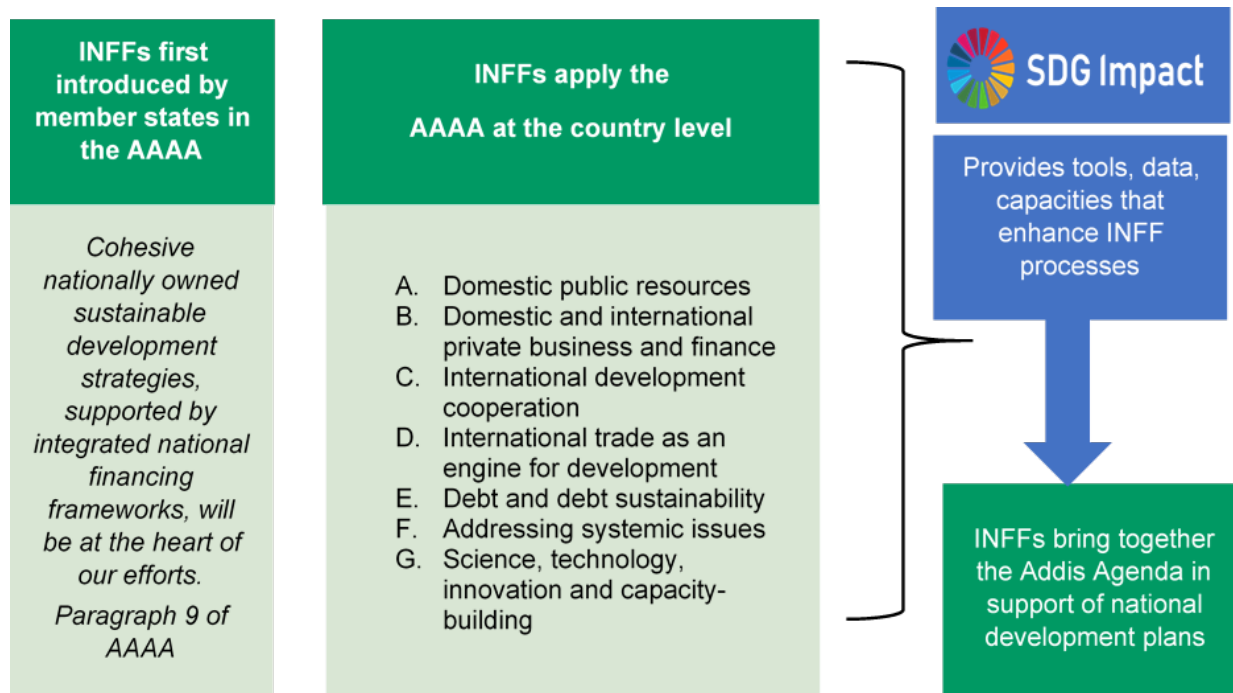 INFFs first
introduced by
member states in
the AAAA
Cohesive
nationally owned
sustainable
development
strategies,
supported by
integrated national
financing
frameworks, will
be at the heart of
our efforts.
Paragraph 9 of
AAAA
INFFs apply the
AAAA at the country level
A. Domestic public resources
B. Domestic and international
private business and finance
C. International development
cooperation
D. International trade as an
engine for development
E. Debt and debt sustainability
F. Addressing systemic issues
G. Science, technology,
innovation and capacity-
building
SDG Impact
Provides tools, data,
capacities that
enhance INFF
processes
INFFs bring together
the Addis Agenda in
support of national
development plans